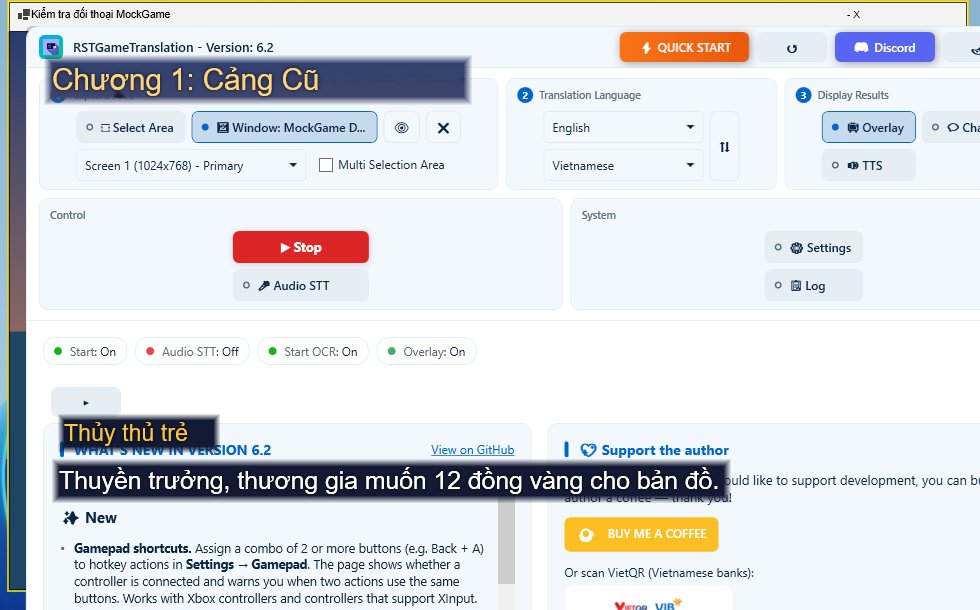 Kiểm tra đối thoại MockGame
- X
RSTGameTranslation - Version: 6.2
QUICK START
Discord
Chương 1: Cảng Cũ
2 Translation Language
3 Display Results
Select Area
Window: MockGame D...
English
Overlay
Screen 1 (1024x768) - Primary
Multi Selection Area
Vietnamese
TTS
Control
System
Stop
Settings
Audio STT
Log
Start: On
Audio STT: Off
Start OCR: On
Overlay: On
Thủy thủ trẻ
WHAT'S NEW IN VERSION 6.2
View on GitHub
Support the author
Thuyền trưởng, thương gia muốn 12 đồng vàng cho bản đồ.
would like to support development, you can
author a coffee — thank you!
New
BUY ME A COFFEE
• Gamepad shortcuts. Assign a combo of 2 or more buttons (e.g. Back + A)
to hotkey actions in Settings → Gamepad. The page shows whether a
controller is connected and warns you when two actions use the same
buttons. Works with Xbox controllers and controllers that support XInput.
Or scan VietQR (Vietnamese banks):
VIETQR VIB